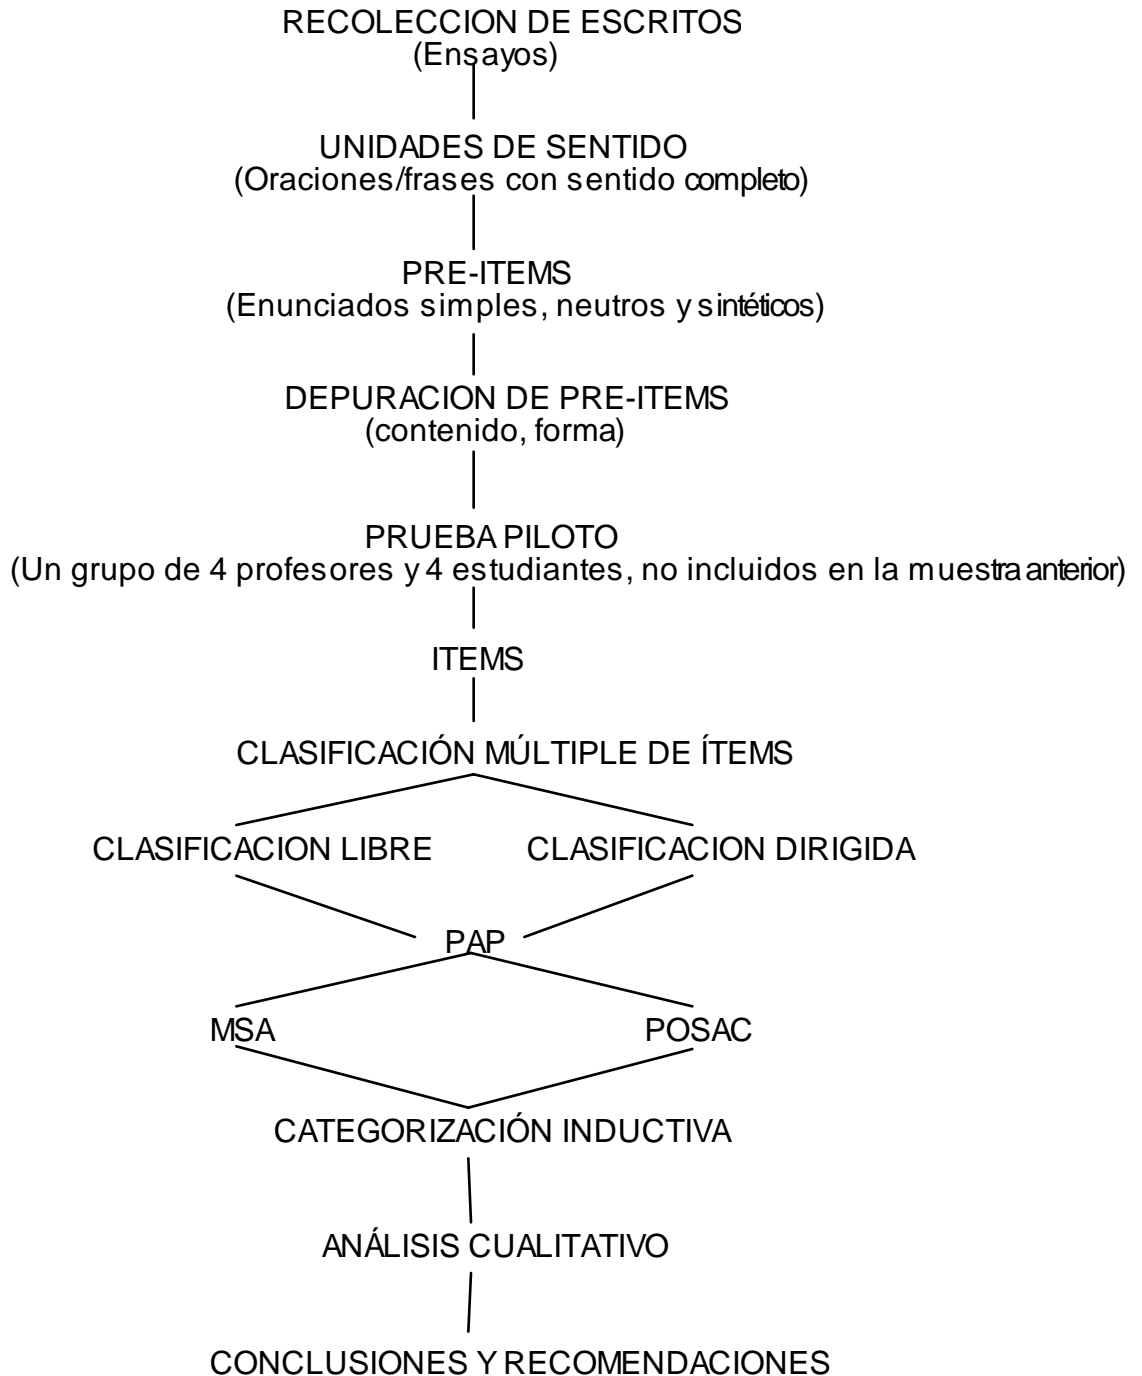 RECOLECCION DE ESCRITOS
(Ensayos)
UNIDADES DE SENTIDO
(Oraciones/frases con sentido completo)
PRE-ITEMS
(Enunciados simples, neutros y sintéticos)
DEPURACION DE PRE-ITEMS
(contenido, forma)
PRUEBA PILOTO
(Un grupo de 4 profesores y 4 estudiantes, no incluidos en la muestra anterior)
ITEMS
CLASIFICACIÓN MÚLTIPLE DE ÍTEMS
CLASIFICACION LIBRE CLASIFICACION DIRIGIDA
PAP
MSA POSAC
CATEGORIZACIÓN INDUCTIVA
ANÁLISIS CUALITATIVO
CONCLUSIONES Y RECOMENDACIONES